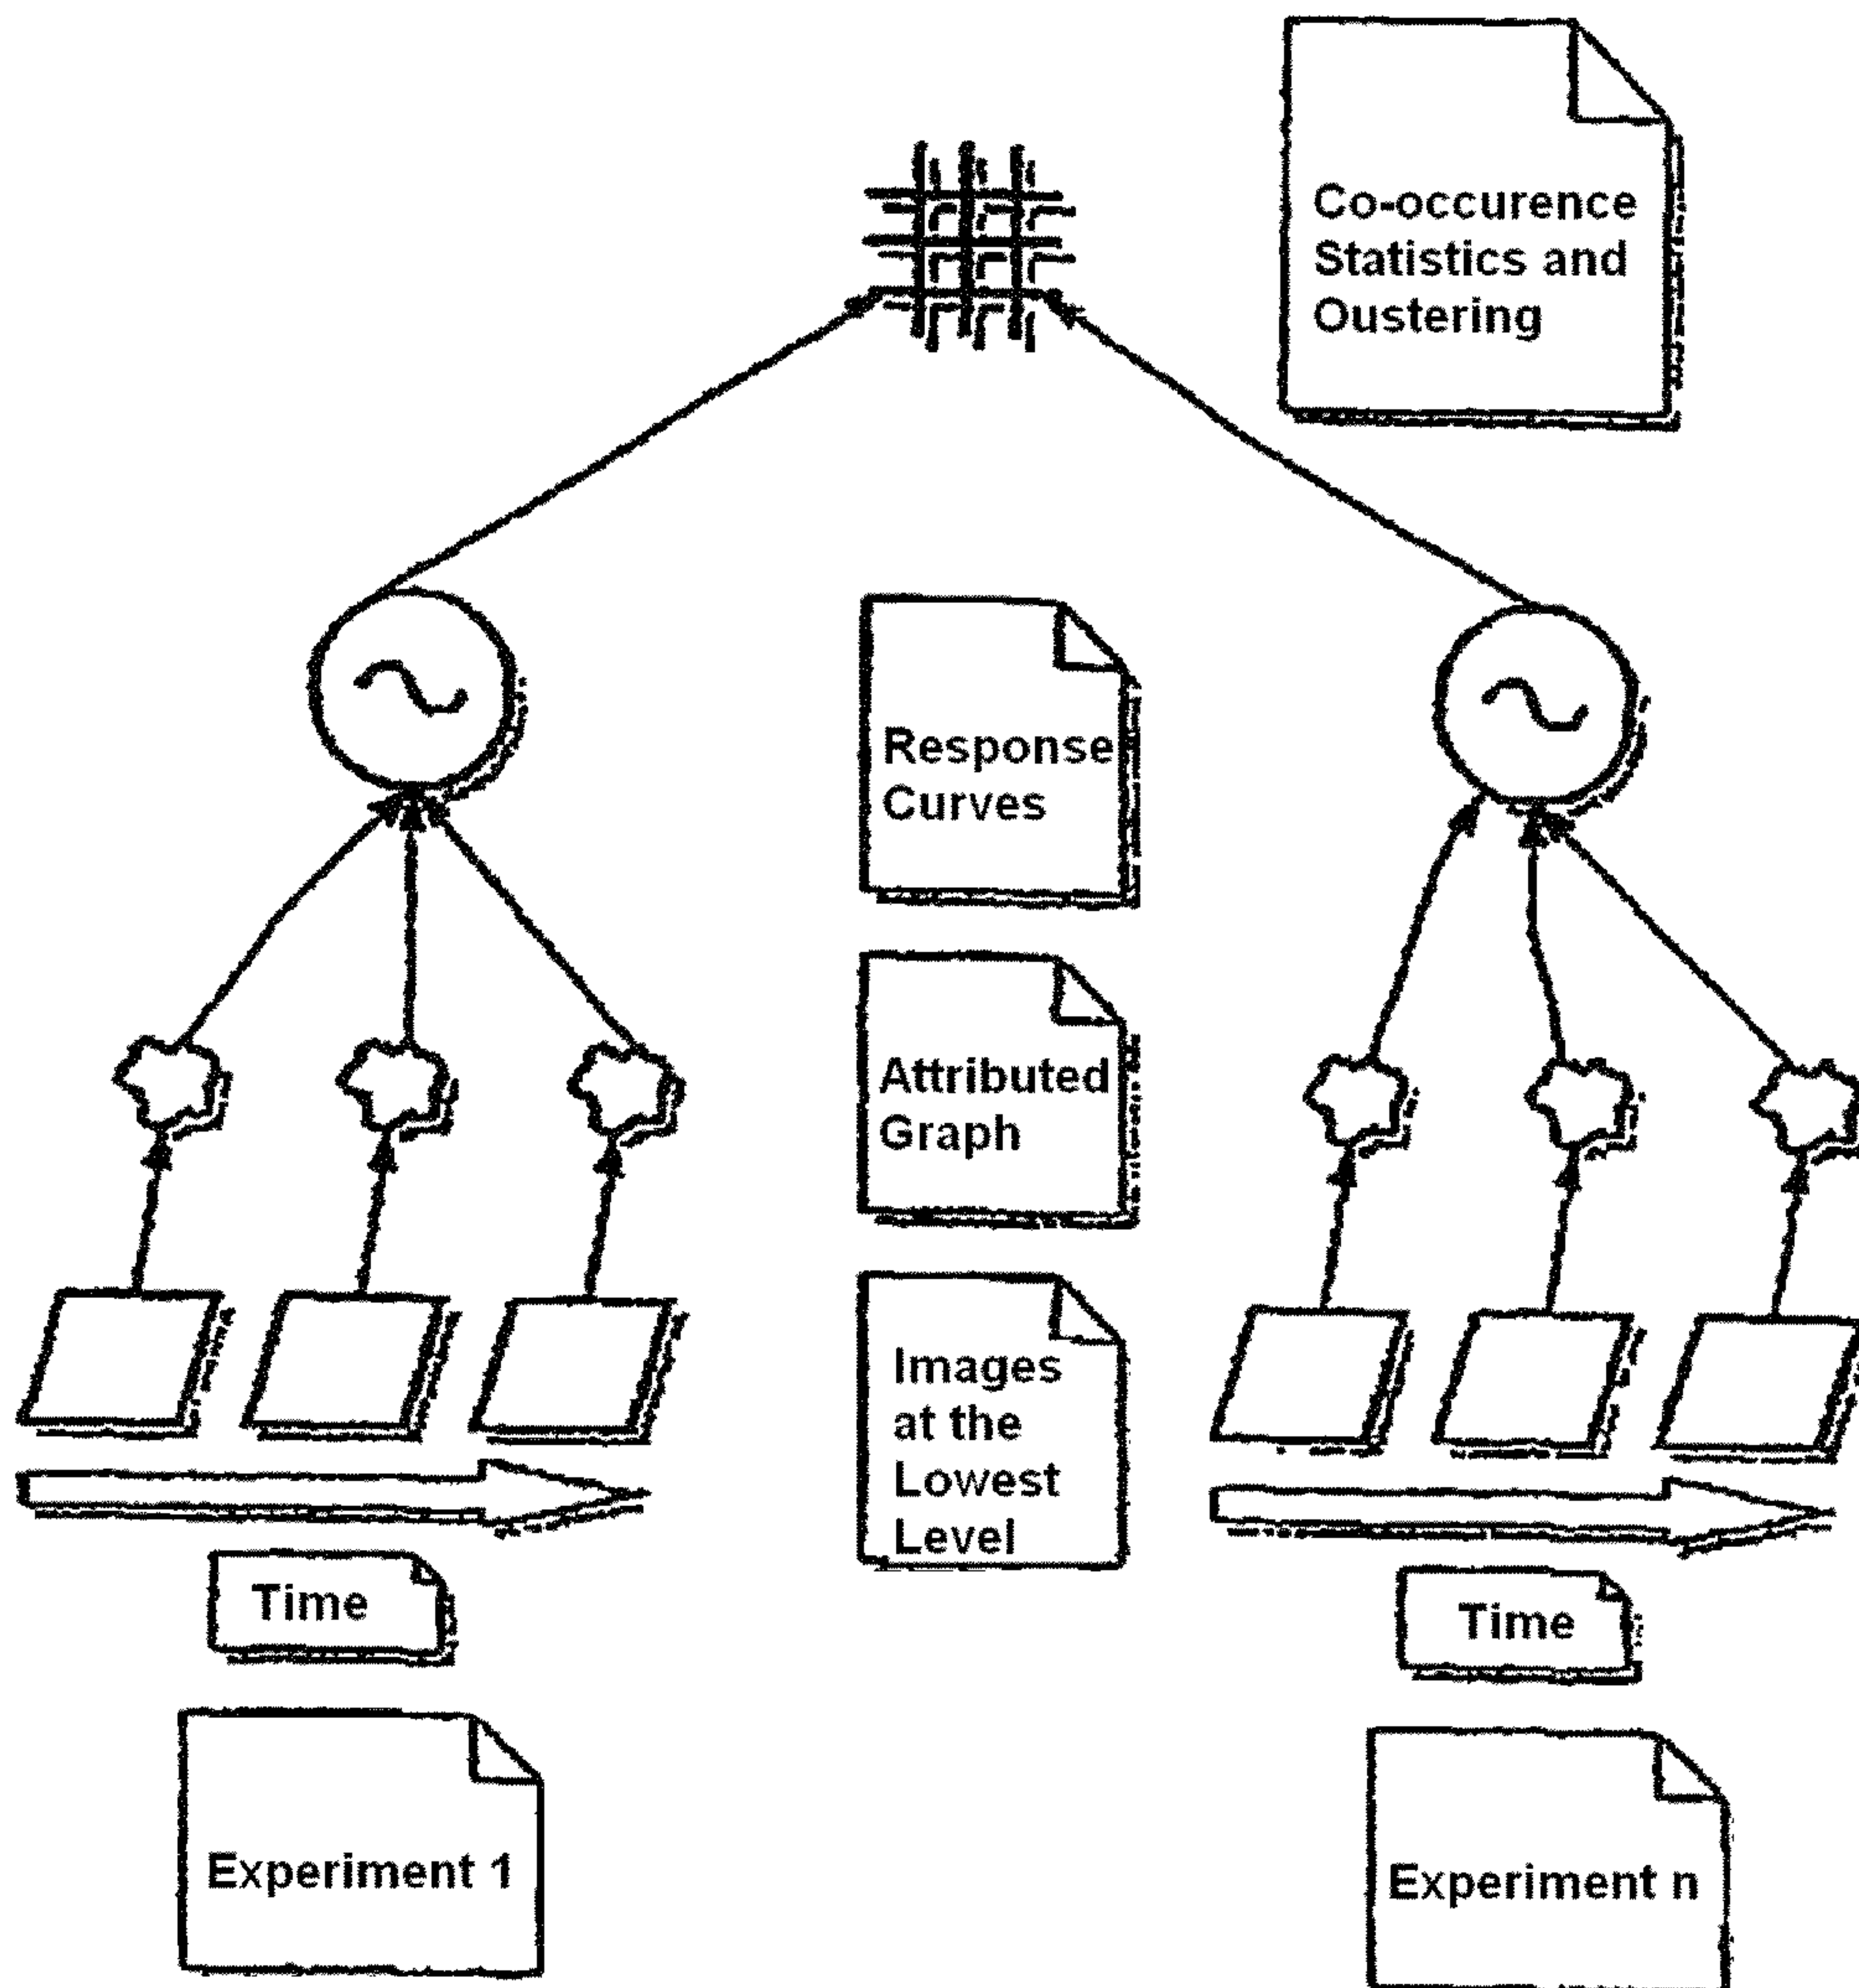 Co-occurence
Statistics and
Oustering
Response
Curves
Attributed
Graph
Images
at the
Lowest
Level
Time
Time
Experiment 1
Experiment n